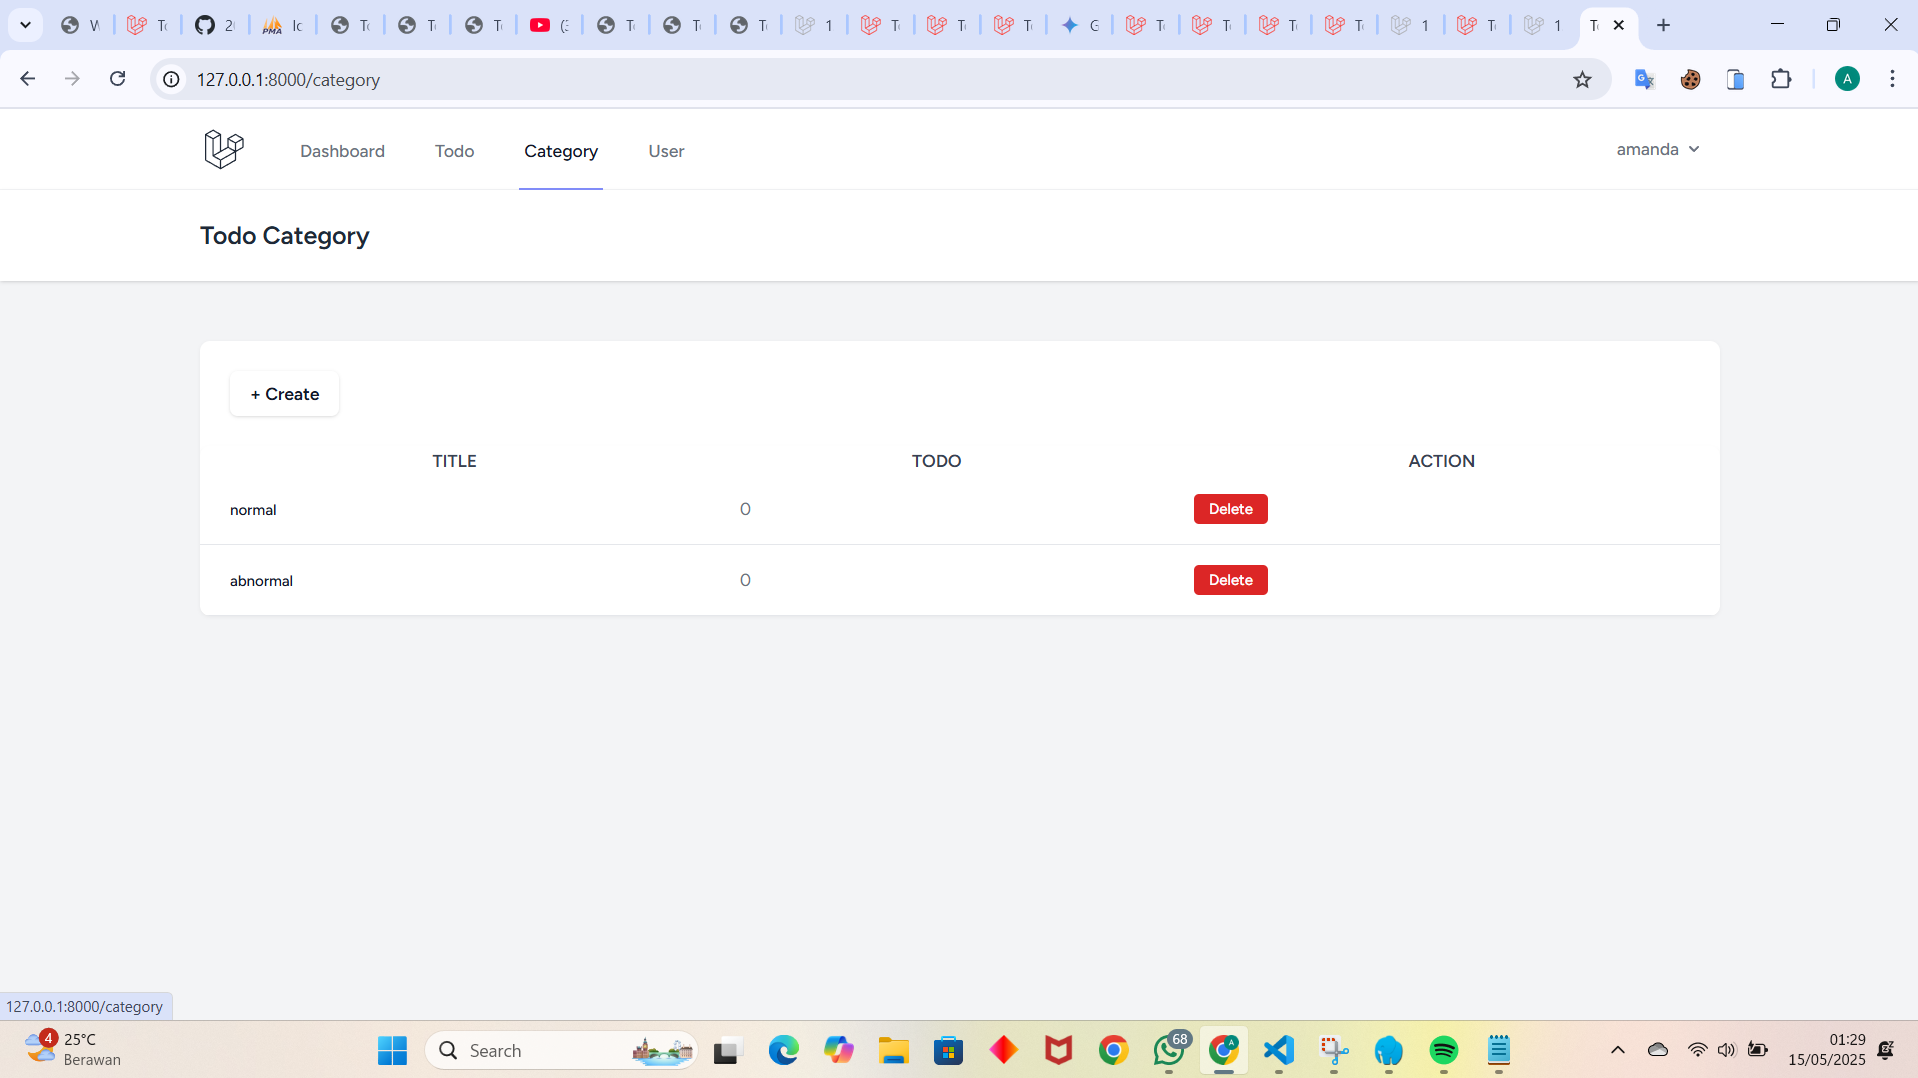 127.0.0.1:8000/category
A
Dashboard Todo Category User amanda
Todo Category
+ Create
TITLE TODO ACTION
normal 0 Delete
abnormal 0 Delete
127.0.0.1:8000/category
4 25°C
Berawan
Search
PMA
68
01:29
15/05/2025